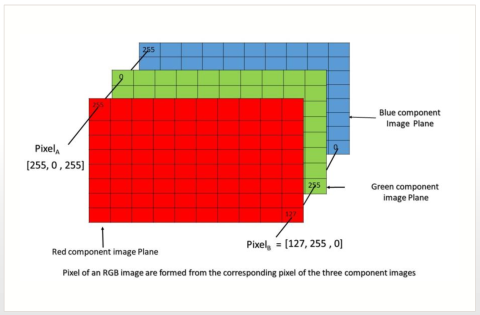 255
0
255
Blue component
Image Plane
Pixel_A
[255, 0 , 255]
0
255
Green component
image Plane
127
Pixel_B = [127, 255 , 0]
Red component image Plane
Pixel of an RGB image are formed from the corresponding pixel of the three component images